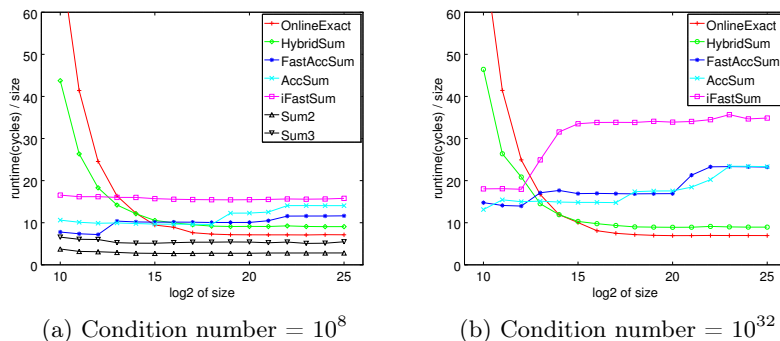 60
50
40
30
20
10
0
10
15
20
25
runtime(cycles) / size
log2 of size
OnlineExact
HybridSum
FastAccSum
AccSum
iFastSum
Sum2
Sum3
(a) Condition number = 10^8
60
50
40
30
20
10
0
10
15
20
25
runtime(cycles) / size
log2 of size
OnlineExact
HybridSum
FastAccSum
AccSum
iFastSum
(b) Condition number = 10^32